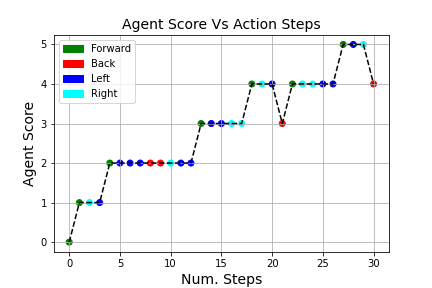 Agent Score Vs Action Steps
Forward
Back
Left
Right
5
4
3
2
1
0
Agent Score
0 5 10 15 20 25 30
Num. Steps